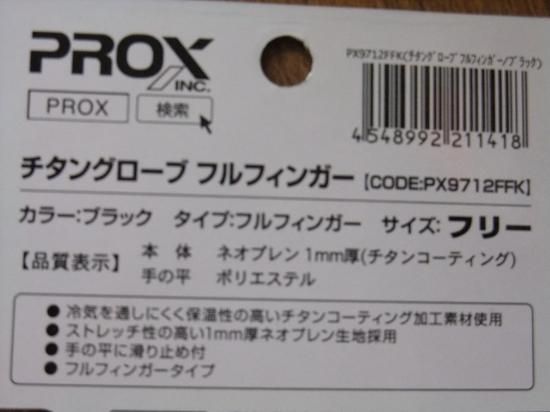 PROX
INC.
PROX 検索
PX9712FFK(チタングローブフルフィンガー/ブラック)
4 548992 211418
チタングローブ フルフィンガー【CODE:PX9712FFK】
カラー:ブラック タイプ:フルフィンガー サイズ:フリー
【品質表示】 本体 ネオプレン 1mm厚(チタンコーティング)
手の平 ポリエステル
● 冷気を通しにくく保温性の高いチタンコーティング加工素材使用
● ストレッチ性の高い1mm厚ネオプレン生地採用
● 手の平に滑り止め付
● フルフィンガータイプ